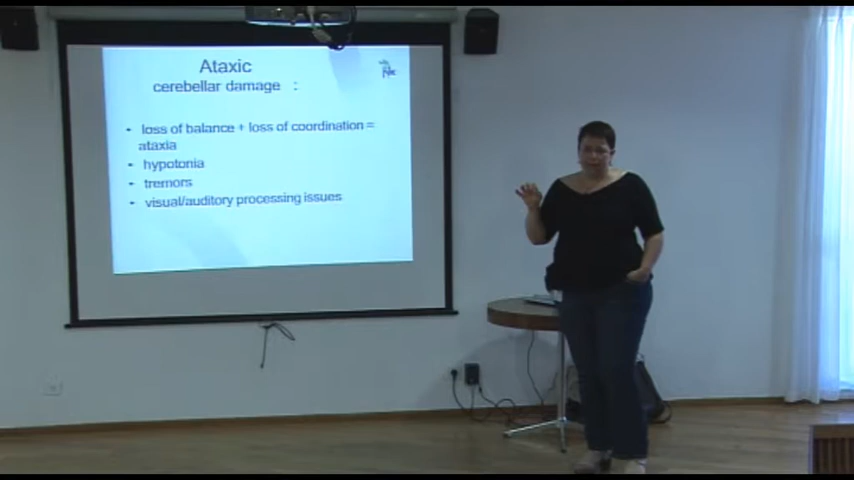 Ataxic
cerebellar damage :
• loss of balance + loss of coordination =
ataxia
• hypotonia
• tremors
• visual/auditory processing issues